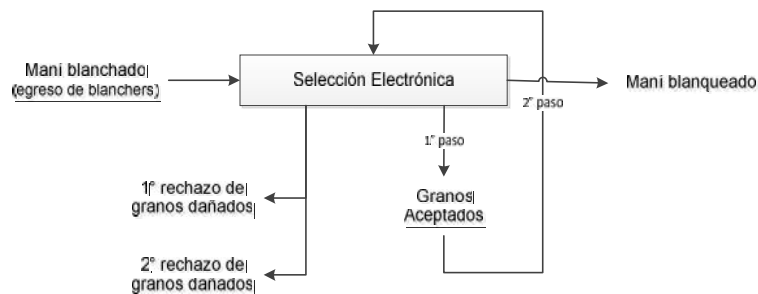 Maní blanchado
(egreso de blanchers)
Selección Electrónica
Maní blanqueado
2° paso
1° paso
1° rechazo de
granos dañados
Granos
Aceptados
2° rechazo de
granos dañados